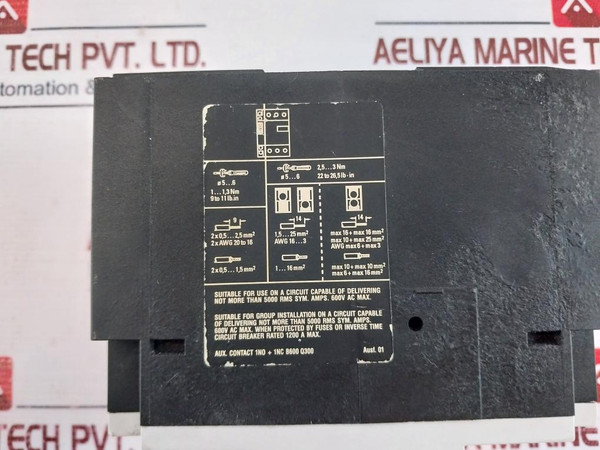 TECH PVT. LTD.
AELIYA MARINE T
tomation &
ø 5…6
1…1,3 Nm
9 to 11 lb.in
2,5…3 Nm
ø 5…6
22 to 26,5 lb·in
9
2 x 0,5…2,5 mm²
2 x AWG 20 to 16
2 x 0,5…1,5 mm²
14
1,5…25 mm²
AWG 16…3
1…16 mm²
14
max 16 + max 16 mm²
max 10 + max 25 mm²
AWG max 6 + max 3
max 10 + max 10 mm²
max 6 + max 16 mm²
SUITABLE FOR USE ON A CIRCUIT CAPABLE OF DELIVERING
NOT MORE THAN 5000 RMS SYM. AMPS. 600V AC MAX.
SUITABLE FOR GROUP INSTALLATION ON A CIRCUIT CAPABLE
OF DELIVERING NOT MORE THAN 5000 RMS SYM. AMPS.
600V AC MAX. WHEN PROTECTED BY FUSES OR INVERSE TIME
CIRCUIT BREAKER RATED 1200 A MAX.
AUX. CONTACT 1NO + 1NC B600 Q300
Ausf. 01
TECH PVT.